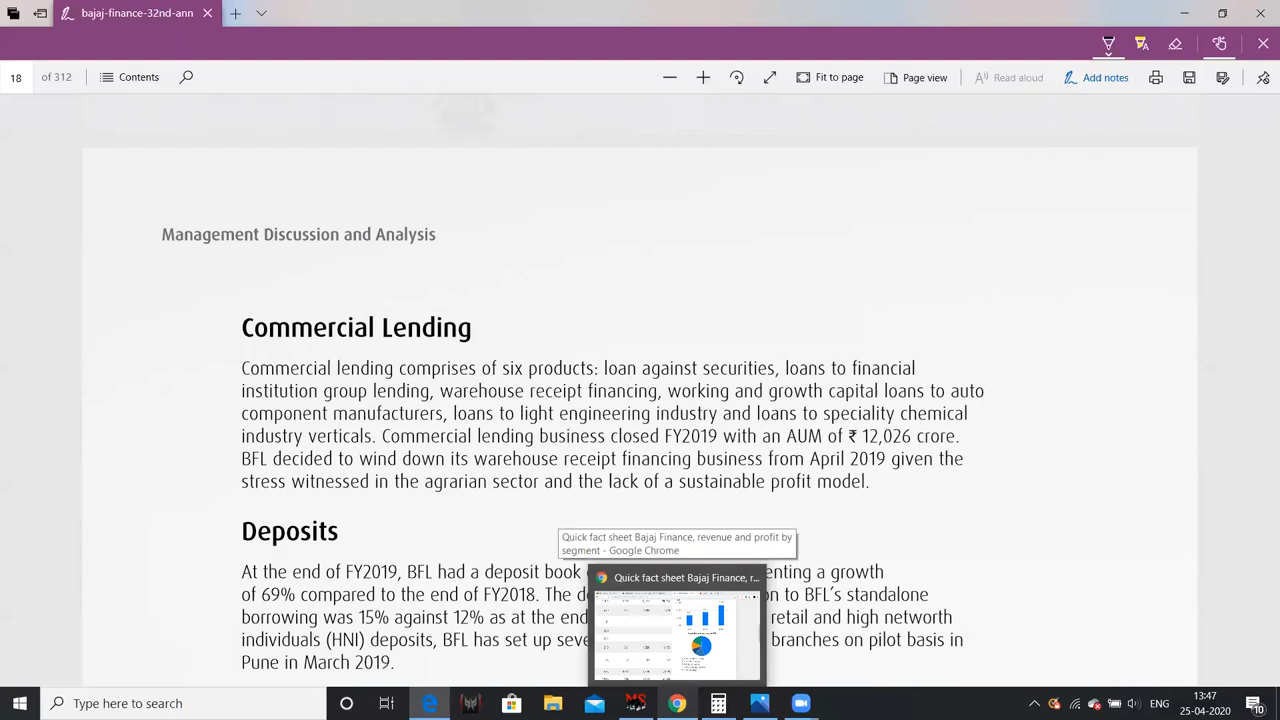 bajaj-finance-32nd-ann
18 of 312 Contents Fit to page Page view Read aloud Add notes
Management Discussion and Analysis
Commercial Lending
Commercial lending comprises of six products: loan against securities, loans to financial
institution group lending, warehouse receipt financing, working and growth capital loans to auto
component manufacturers, loans to light engineering industry and loans to speciality chemical
industry verticals. Commercial lending business closed FY2019 with an AUM of ₹ 12,026 crore.
BFL decided to wind down its warehouse receipt financing business from April 2019 given the
stress witnessed in the agrarian sector and the lack of a sustainable profit model.
Deposits
Quick fact sheet Bajaj Finance, revenue and profit by
segment - Google Chrome
At the end of FY2019, BFL had a deposit book enting a growth
Quick fact sheet Bajaj Finance, r...
of 69% compared to the end of FY2018. The de on to BFL's standalone
borrowing was 15% against 12% as at the end retail and high networth
individuals (HNI) deposits, BFL has set up seve branches on pilot basis in
Pune in March 2019.
Type here to search
ENG
13:47
25-04-2020